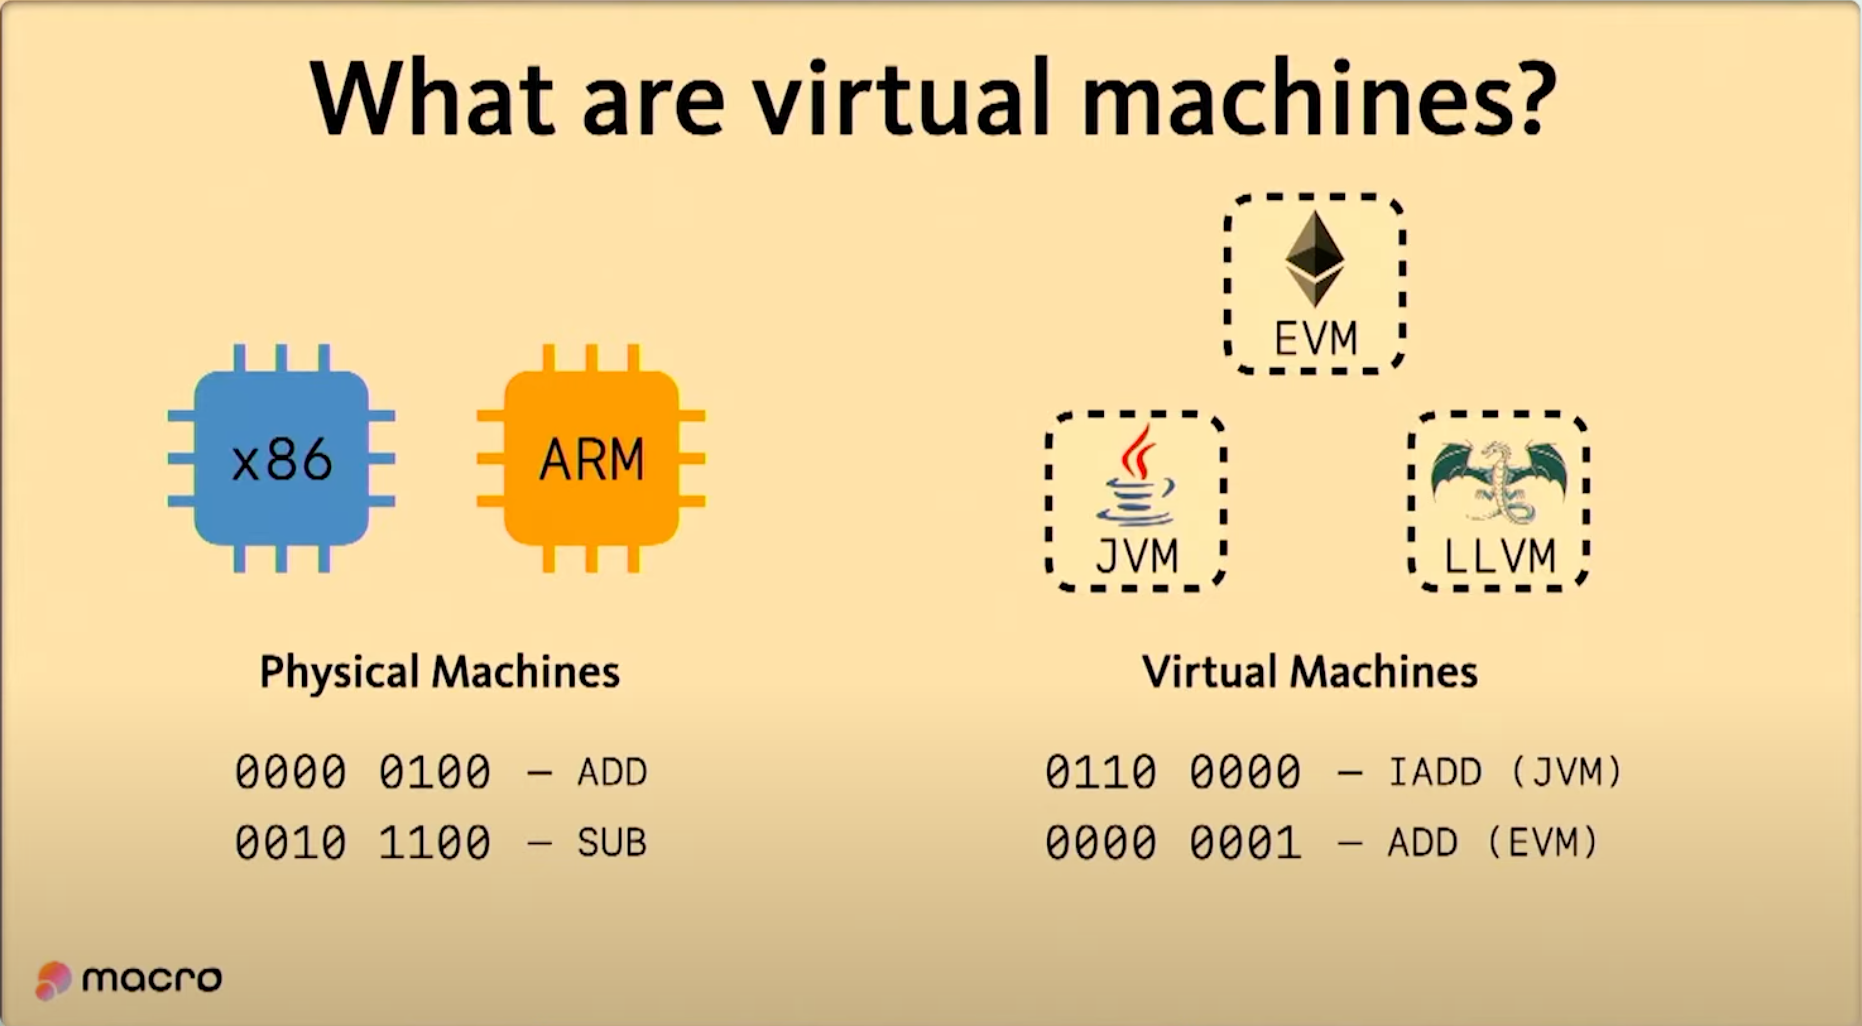 What are virtual machines?
x86
ARM
Physical Machines
0000 0100 – ADD
0010 1100 – SUB
EVM
JVM
LLVM
Virtual Machines
0110 0000 – IADD (JVM)
0000 0001 – ADD (EVM)
macro